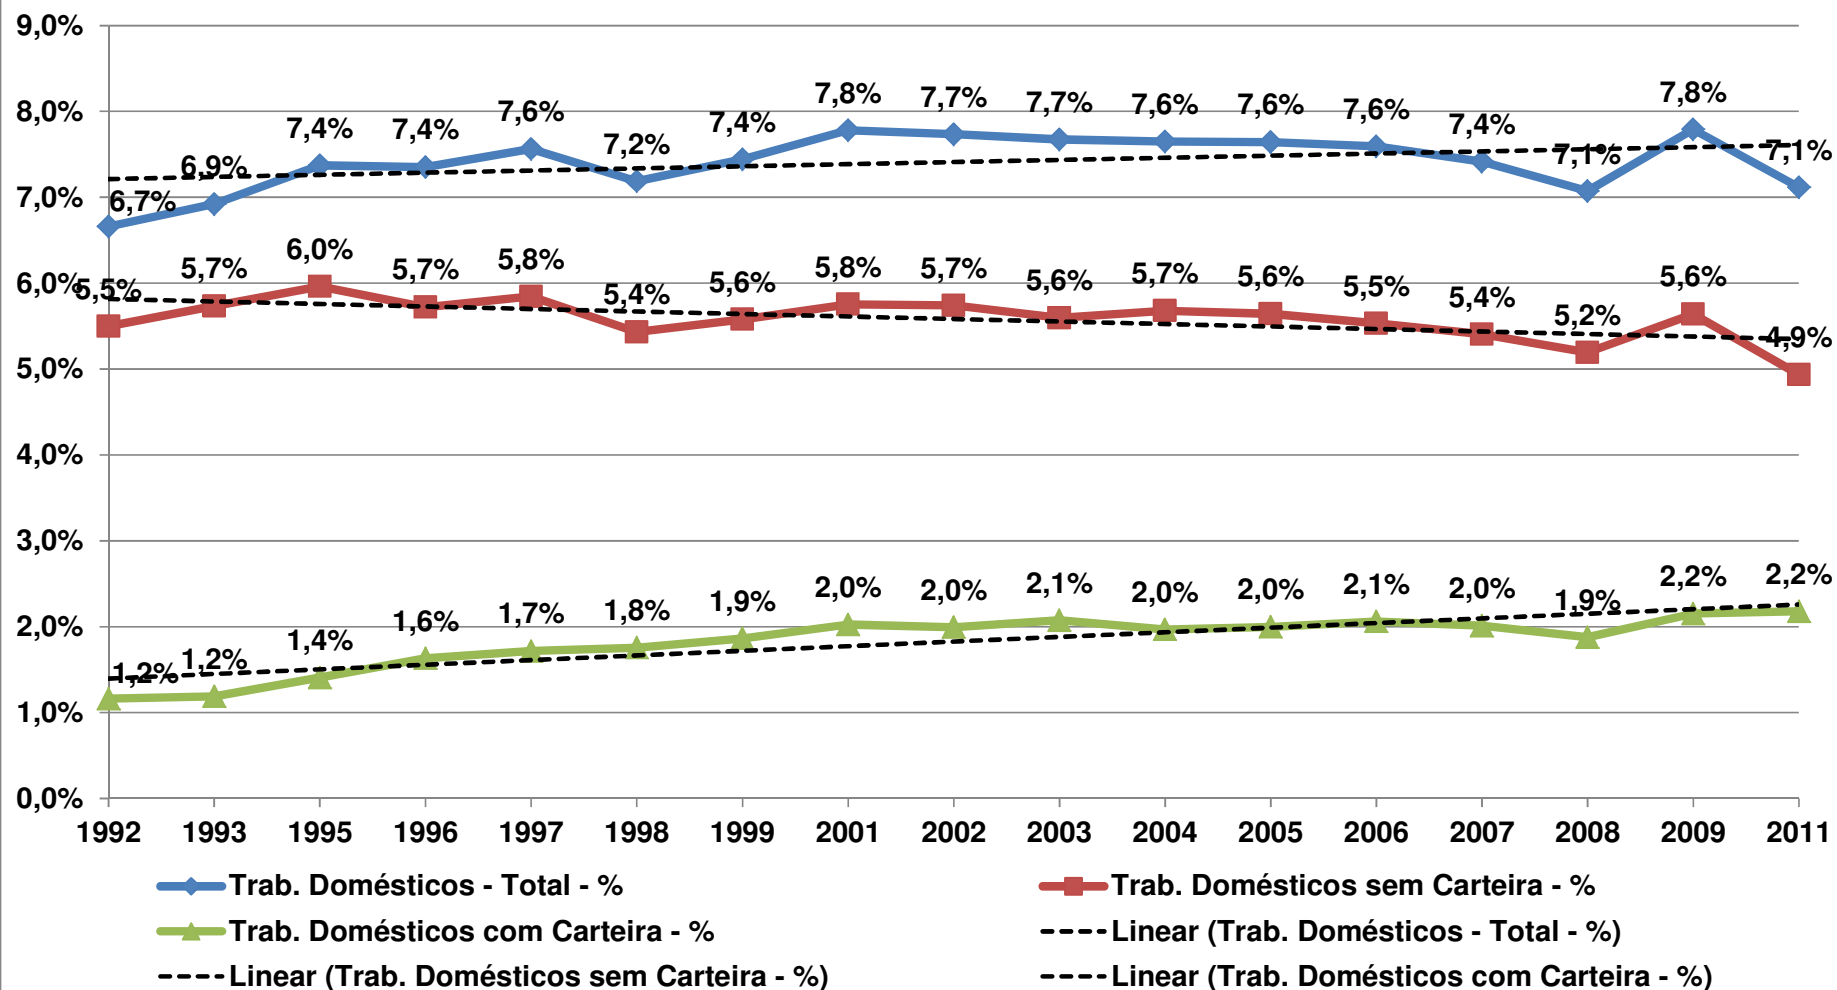 9,0%
8,0%
7,0%
6,0%
5,0%
4,0%
3,0%
2,0%
1,0%
0,0%
6,7% 6,9% 7,4% 7,4% 7,6% 7,2% 7,4% 7,8% 7,7% 7,7% 7,6% 7,6% 7,6% 7,4% 7,1% 7,8% 7,1%
5,5% 5,7% 6,0% 5,7% 5,8% 5,4% 5,6% 5,8% 5,7% 5,6% 5,7% 5,6% 5,5% 5,4% 5,2% 5,6% 4,9%
1,2% 1,2% 1,4% 1,6% 1,7% 1,8% 1,9% 2,0% 2,0% 2,1% 2,0% 2,0% 2,1% 2,0% 1,9% 2,2% 2,2%
1992 1993 1995 1996 1997 1998 1999 2001 2002 2003 2004 2005 2006 2007 2008 2009 2011
Trab. Domésticos - Total - %
Trab. Domésticos sem Carteira - %
Trab. Domésticos com Carteira - %
Linear (Trab. Domésticos - Total - %)
Linear (Trab. Domésticos sem Carteira - %)
Linear (Trab. Domésticos com Carteira - %)